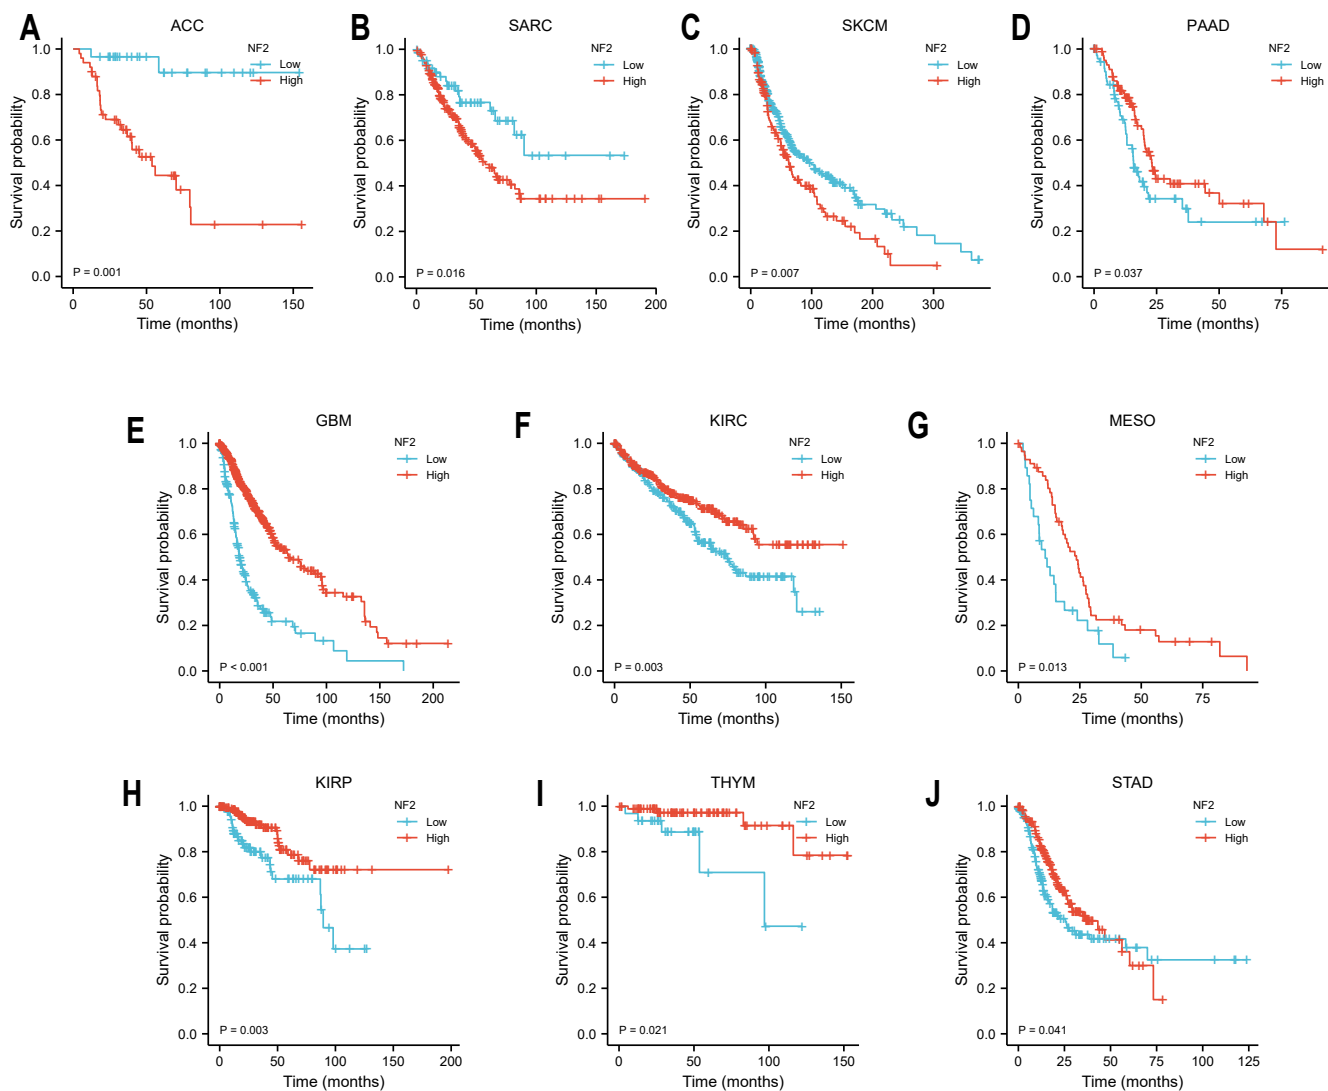 A
ACC
NF2
Low
High
Survival probability
1.0
0.8
0.6
0.4
0.2
0.0
P = 0.001
0 50 100 150
Time (months)
B
SARC
NF2
Low
High
Survival probability
1.0
0.8
0.6
0.4
0.2
0.0
P = 0.016
0 50 100 150 200
Time (months)
C
SKCM
NF2
Low
High
Survival probability
1.0
0.8
0.6
0.4
0.2
0.0
P = 0.007
0 100 200 300
Time (months)
D
PAAD
NF2
Low
High
Survival probability
1.0
0.8
0.6
0.4
0.2
0.0
P = 0.037
0 25 50 75
Time (months)
E
GBM
NF2
Low
High
Survival probability
1.0
0.8
0.6
0.4
0.2
0.0
P < 0.001
0 50 100 150 200
Time (months)
F
KIRC
NF2
Low
High
Survival probability
1.0
0.8
0.6
0.4
0.2
0.0
P = 0.003
0 50 100 150
Time (months)
G
MESO
NF2
Low
High
Survival probability
1.0
0.8
0.6
0.4
0.2
0.0
P = 0.013
0 25 50 75
Time (months)
H
KIRP
NF2
Low
High
Survival probability
1.0
0.8
0.6
0.4
0.2
0.0
P = 0.003
0 50 100 150 200
Time (months)
I
THYM
NF2
Low
High
Survival probability
1.0
0.8
0.6
0.4
0.2
0.0
P = 0.021
0 50 100 150
Time (months)
J
STAD
NF2
Low
High
Survival probability
1.0
0.8
0.6
0.4
0.2
0.0
P = 0.041
0 25 50 75 100 125
Time (months)